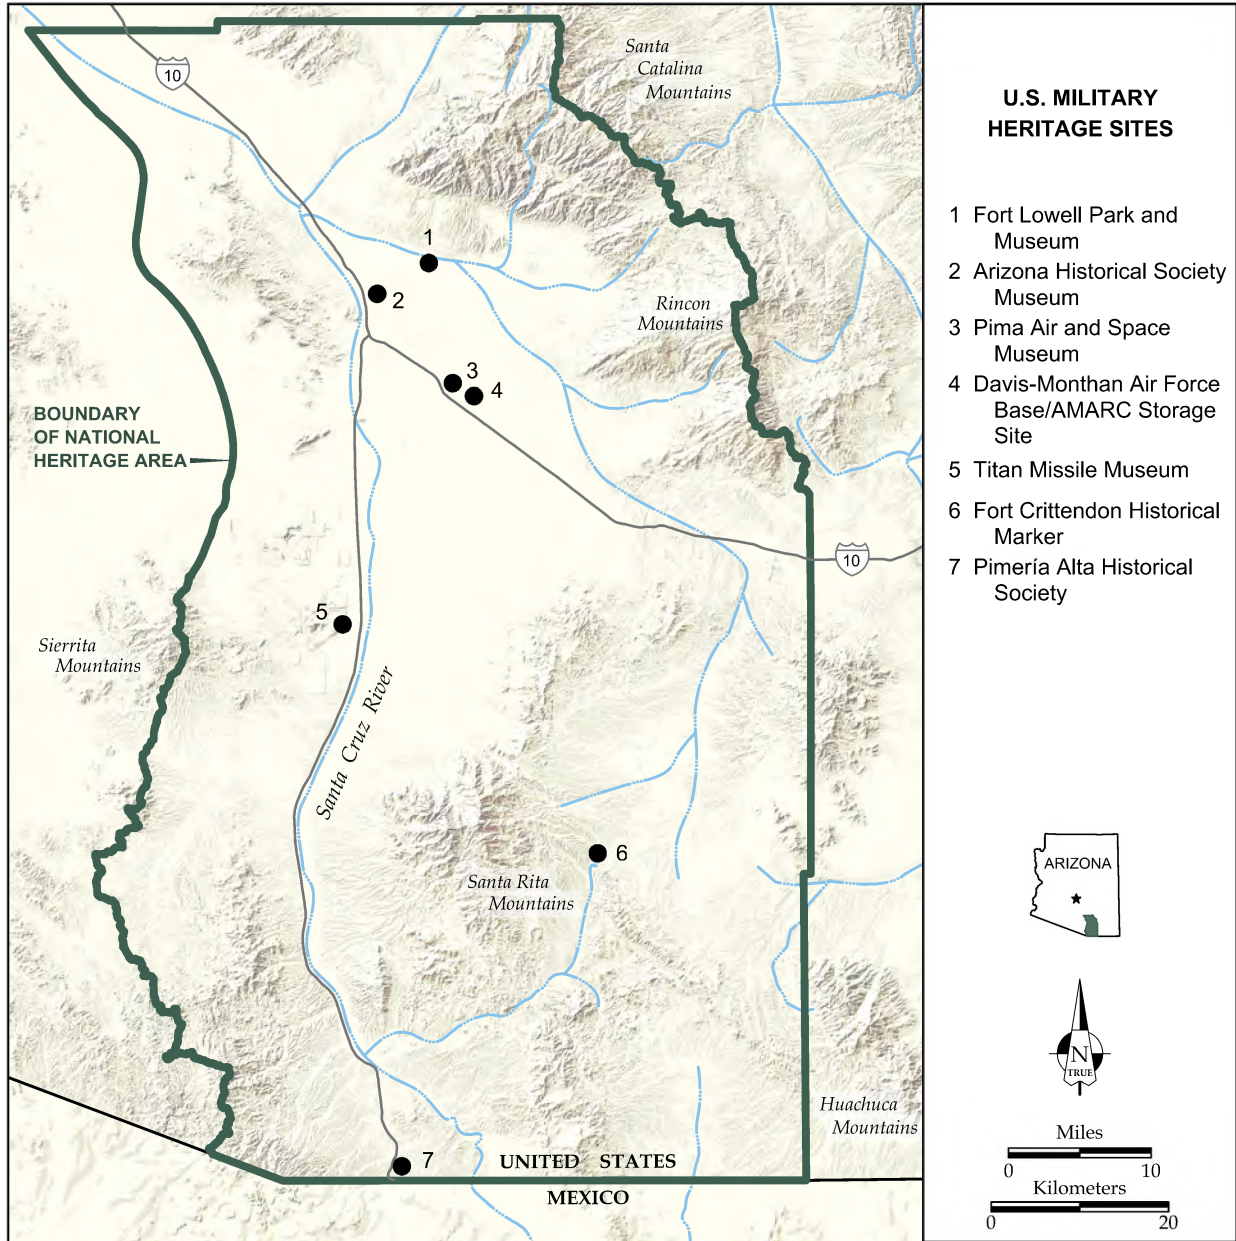 10
Santa
Catalina
Mountains
1
2
Rincon
Mountains
3
4
BOUNDARY
OF NATIONAL
HERITAGE AREA
10
5
Sierrita
Mountains
Santa Cruz River
6
Santa Rita
Mountains
Huachuca
Mountains
7
UNITED STATES
MEXICO
U.S. MILITARY
HERITAGE SITES
1 Fort Lowell Park and
Museum
2 Arizona Historical Society
Museum
3 Pima Air and Space
Museum
4 Davis-Monthan Air Force
Base/AMARC Storage
Site
5 Titan Missile Museum
6 Fort Crittendon Historical
Marker
7 Pimería Alta Historical
Society
ARIZONA
N
TRUE
Miles
0 10
Kilometers
0 20